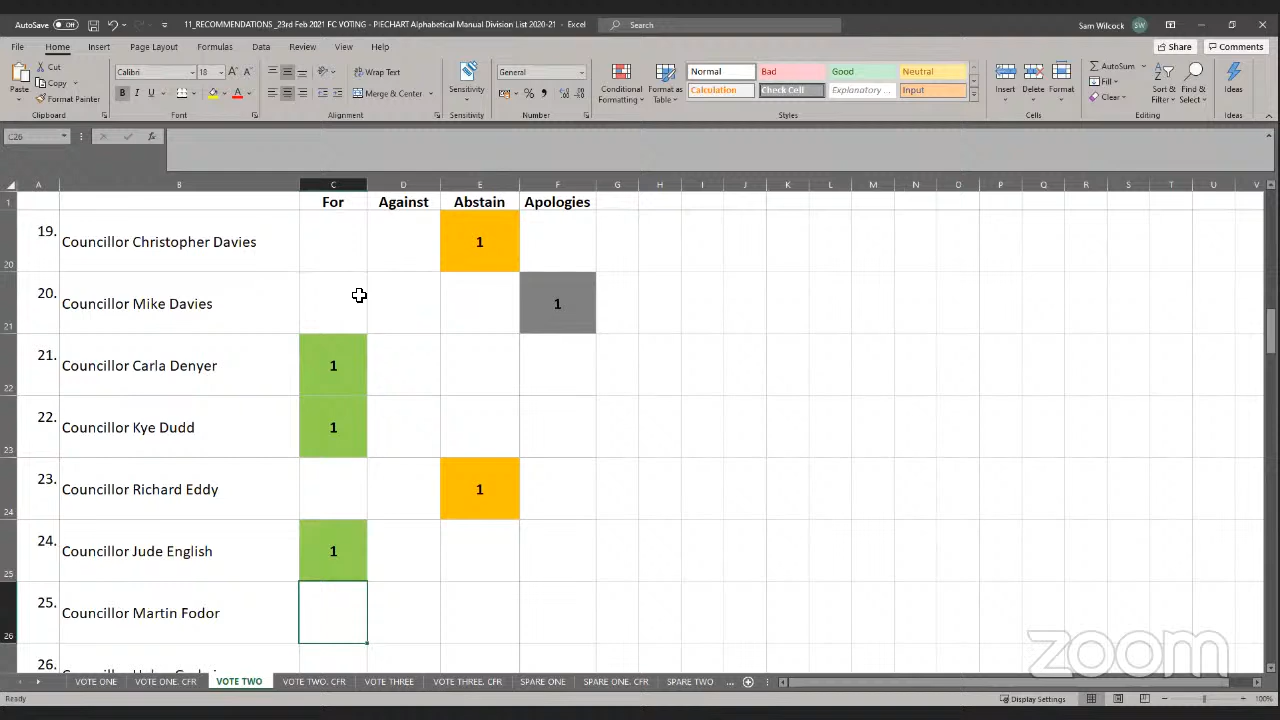 AutoSave Off 11_RECOMMENDATIONS _23rd Feb 2021 FC VOTING - PIECHART Alphabetical Manual Division List 2020-21 - Excel Search Sam Wilcock SW
File Home Insert Page Layout Formulas Data Review View Help Share Comments
Paste Cut Copy Format Painter Calibri 18 Wrap Text Merge & Center Sensitivity General Conditional Formatting Format as Table Normal Bad Good Neutral Calculation Check Cell Explanatory ... Input Insert Delete Format AutoSum Fill Clear Sort & Filter Find & Select Ideas
Clipboard Font Alignment Sensitivity Number Styles Cells Editing Ideas
C26 fx
A B C D E F G H I J K L M N O P Q R S T U V
1 For Against Abstain Apologies
19. Councillor Christopher Davies 1
20
20. Councillor Mike Davies 1
21
21. Councillor Carla Denyer 1
22
22. Councillor Kye Dudd 1
23
23. Councillor Richard Eddy 1
24
24. Councillor Jude English 1
25
25. Councillor Martin Fodor
26
26. Councillor
zoom
VOTE ONE VOTE ONE. CFR VOTE TWO VOTE TWO. CFR VOTE THREE VOTE THREE. CFR SPARE ONE SPARE ONE. CFR SPARE TWO ...
Ready Display Settings 100%